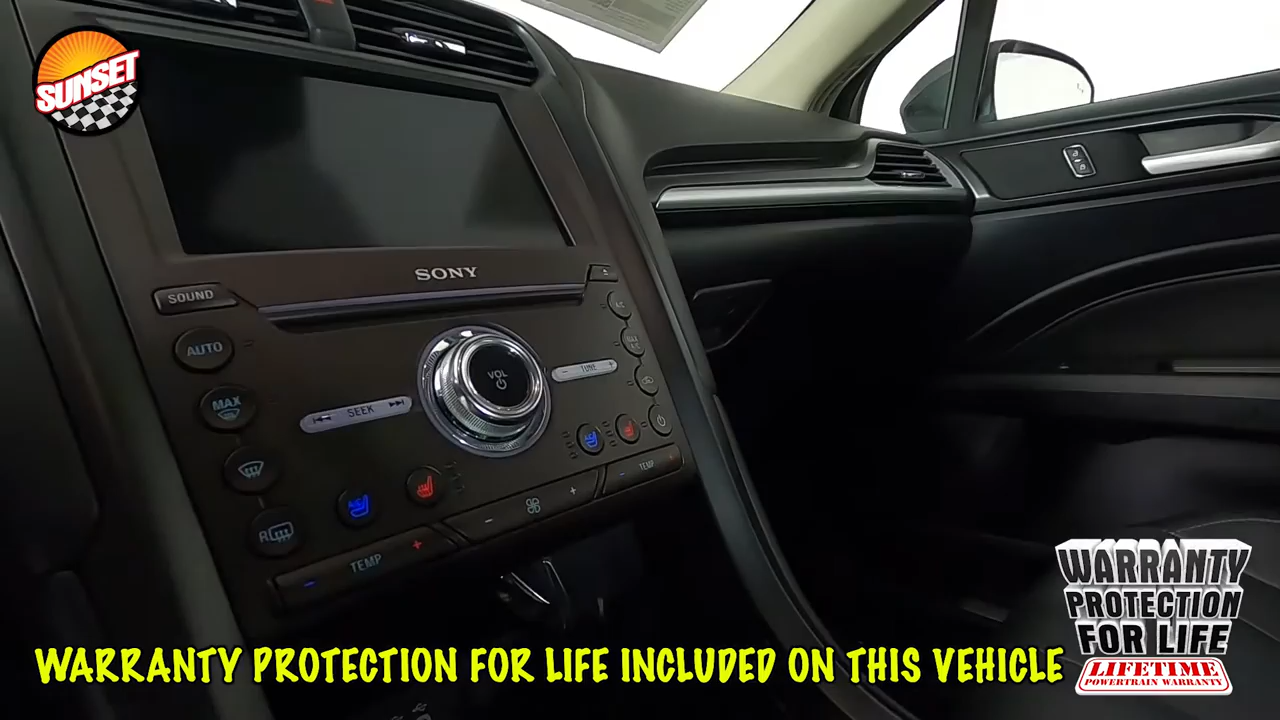 SUNSET
SONY
SOUND
AUTO
A/C
MAX
A/C
VOL
TUNE
MAX
SEEK
R
TEMP
TEMP
WARRANTY
PROTECTION
FOR LIFE
LIFETIME
POWERTRAIN WARRANTY
WARRANTY PROTECTION FOR LIFE INCLUDED ON THIS VEHICLE